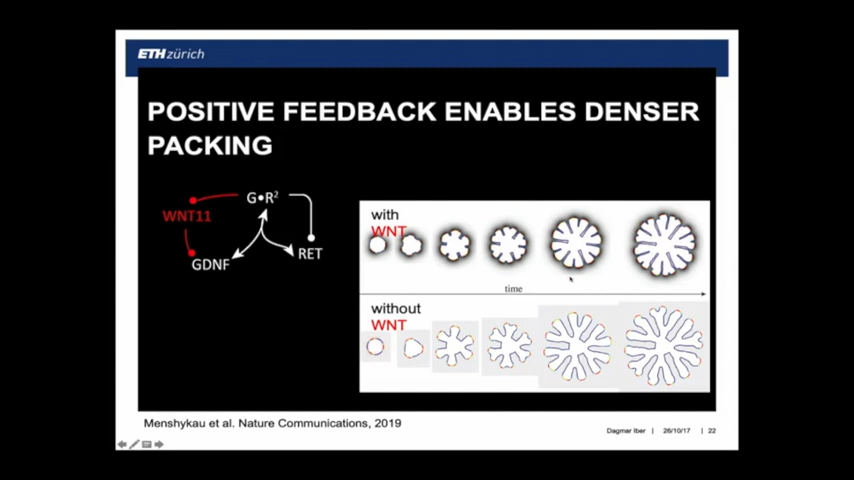 ETH zürich
POSITIVE FEEDBACK ENABLES DENSER
PACKING
G•R²
WNT11
GDNF
RET
with
WNT
time
without
WNT
Menshykau et al. Nature Communications, 2019
Dagmar Iber | 26/10/17 | 22